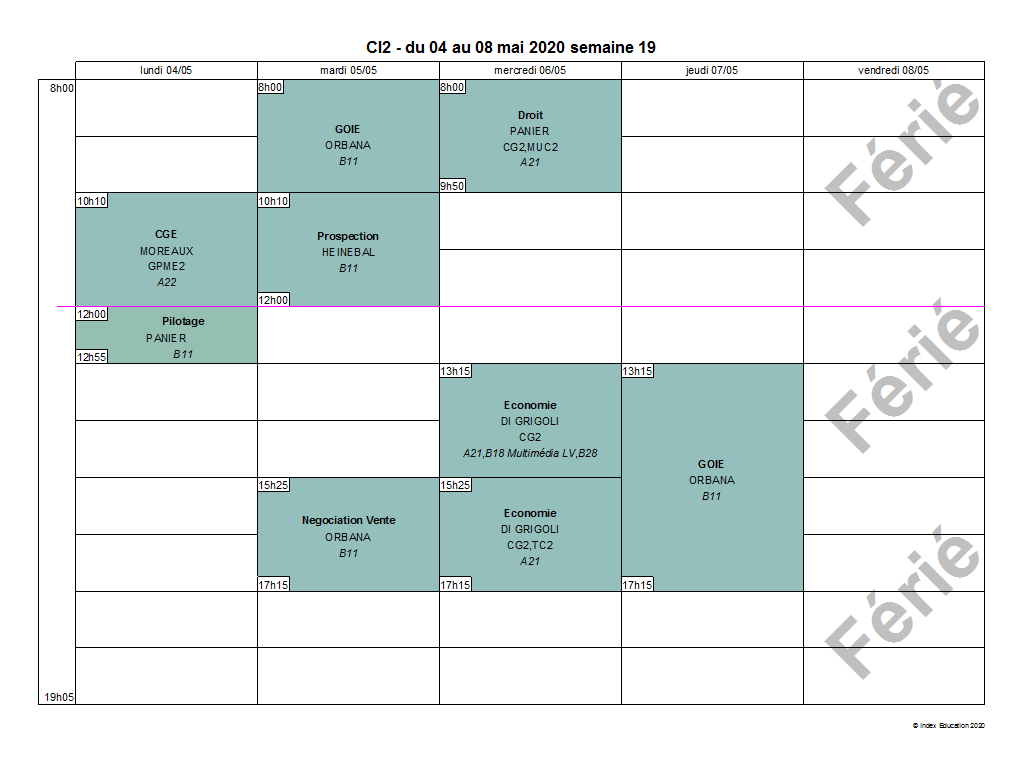 CI2 - du 04 au 08 mai 2020 semaine 19
lundi 04/05
mardi 05/05
mercredi 06/05
jeudi 07/05
vendredi 08/05
8h00
19h05
10h10
CGE
MOREAUX
GPME2
A22
12h00
Pilotage
PANIER
B11
12h55
8h00
GOIE
ORBANA
B11
10h10
Prospection
HEINEBAL
B11
12h00
15h25
Negociation Vente
ORBANA
B11
17h15
8h00
Droit
PANIER
CG2,MUC2
A21
9h50
13h15
Economie
DI GRIGOLI
CG2
A21,B18 Multimédia LV,B28
15h25
Economie
DI GRIGOLI
CG2,TC2
A21
17h15
13h15
GOIE
ORBANA
B11
17h15
Férié
Férié
Férié
© Index Education 2020